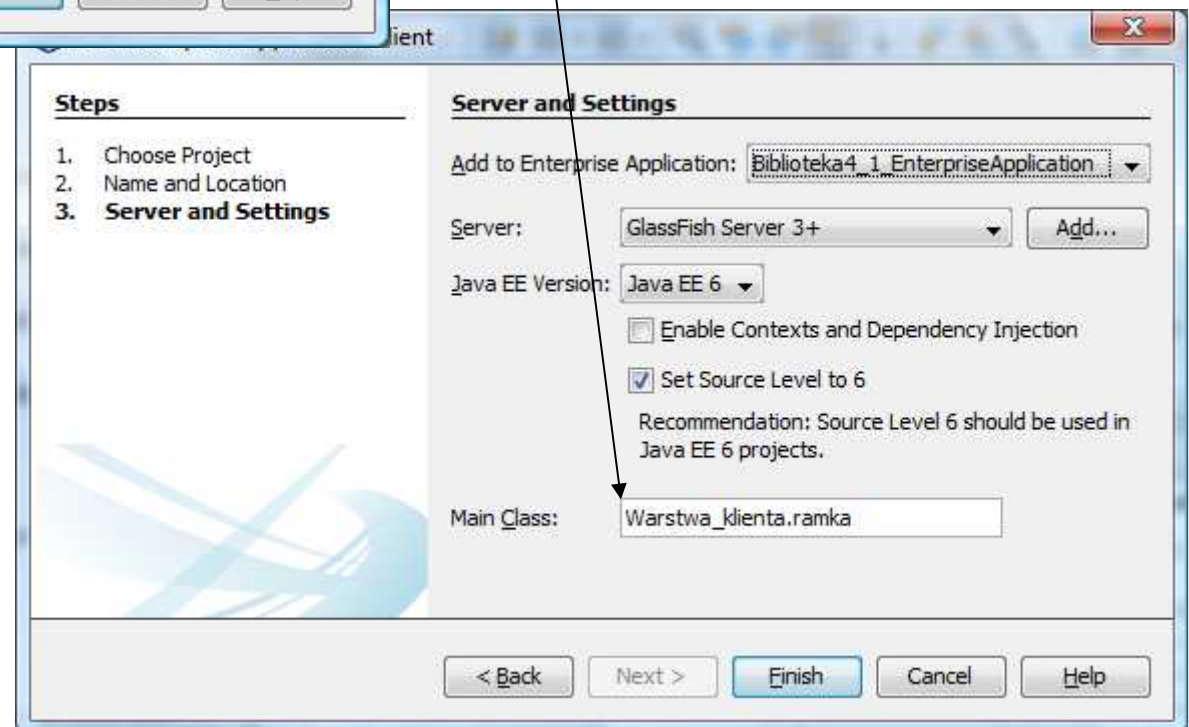 ient
Steps
1. Choose Project
2. Name and Location
3. Server and Settings
Server and Settings
Add to Enterprise Application: Biblioteka4_1_EnterpriseApplication
Server: GlassFish Server 3+ Add...
Java EE Version: Java EE 6
Enable Contexts and Dependency Injection
Set Source Level to 6
Recommendation: Source Level 6 should be used in
Java EE 6 projects.
Main Class: Warstwa_klienta.ramka
< Back Next > Finish Cancel Help